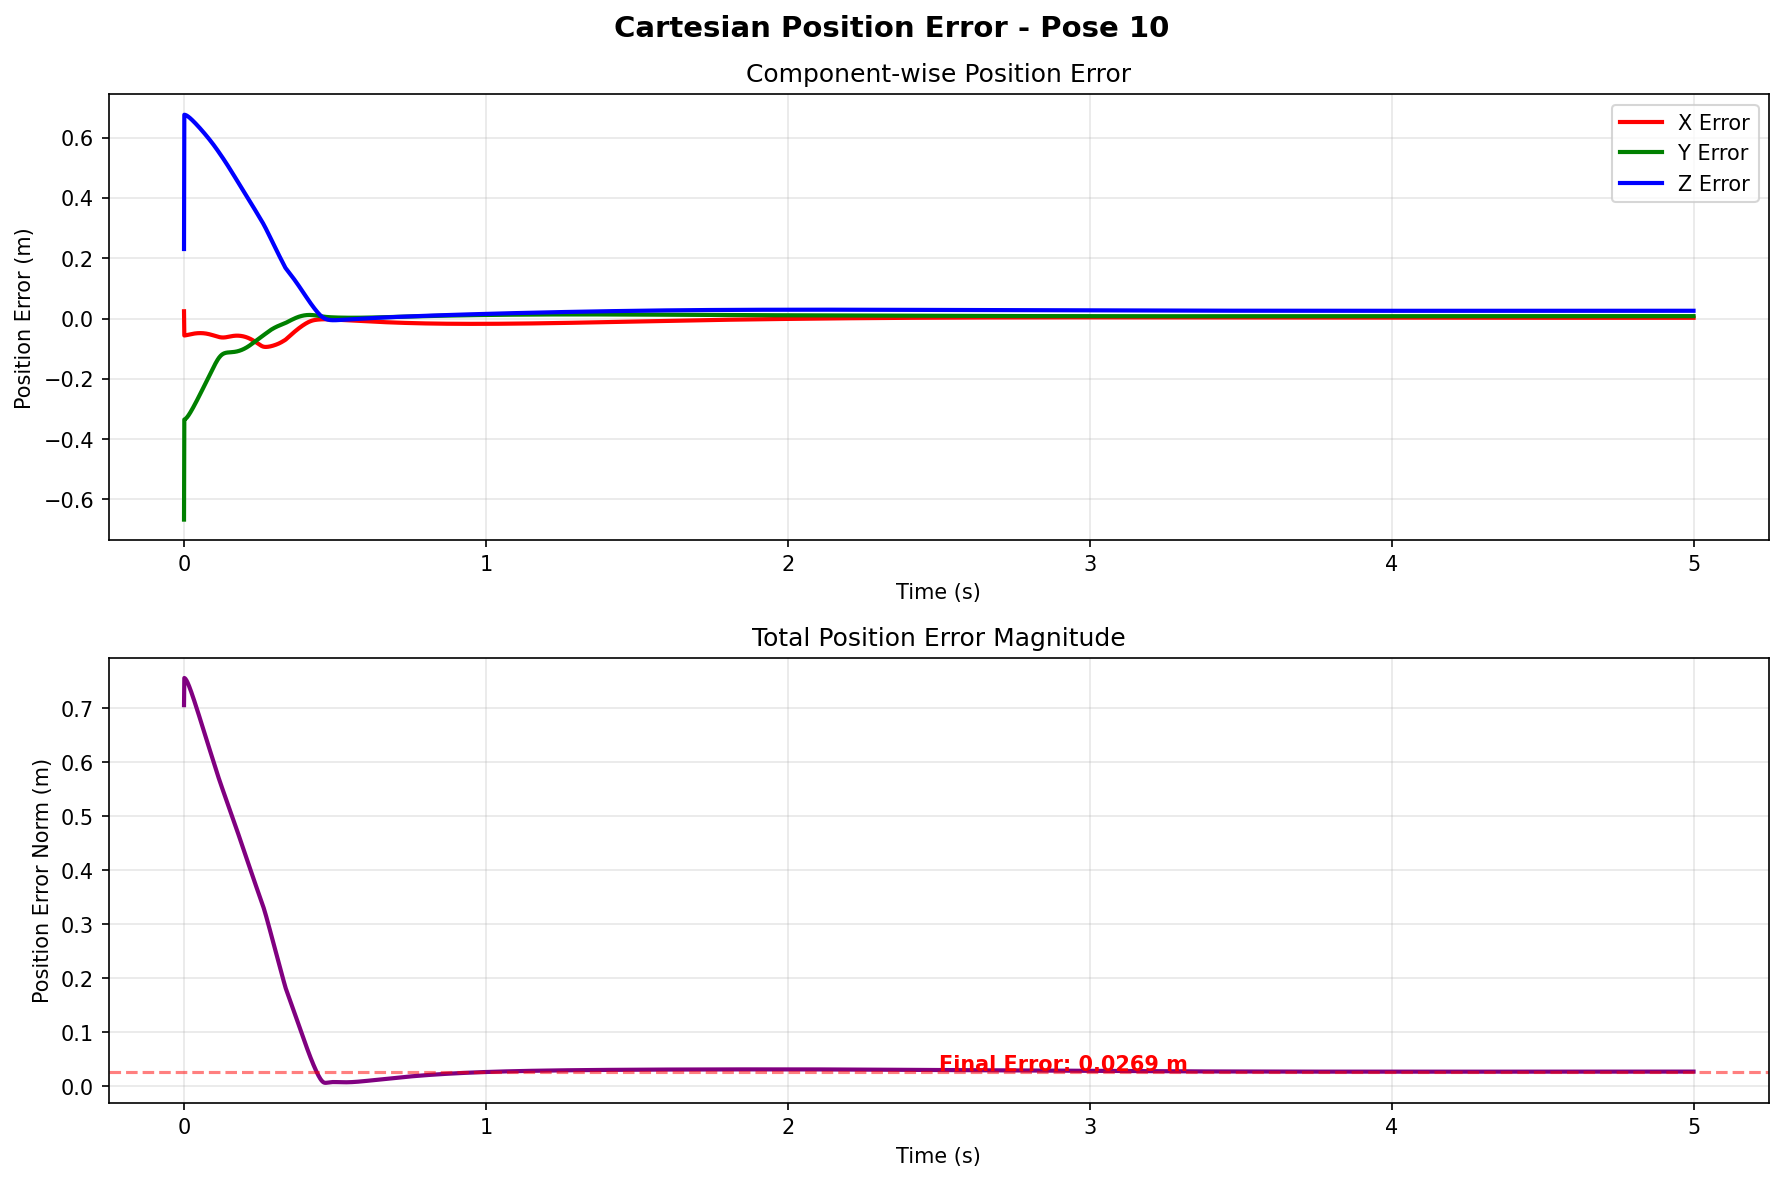 Cartesian Position Error - Pose 10
Component-wise Position Error
Position Error (m)
0.6
0.4
0.2
0.0
−0.2
−0.4
−0.6
X Error
Y Error
Z Error
0 1 2 3 4 5
Time (s)
Total Position Error Magnitude
Position Error Norm (m)
0.7
0.6
0.5
0.4
0.3
0.2
0.1
0.0
Final Error: 0.0269 m
0 1 2 3 4 5
Time (s)